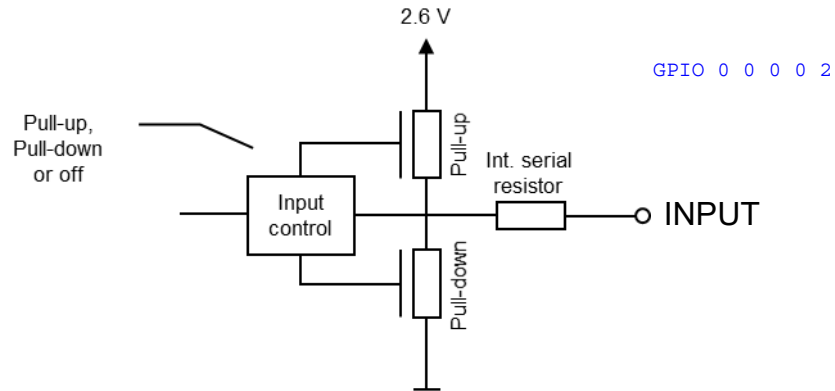 2.6 V
GPIO 0 0 0 0 2
Pull-up,
Pull-down
or off
Pull-up
Int. serial
resistor
Input
control
INPUT
Pull-down